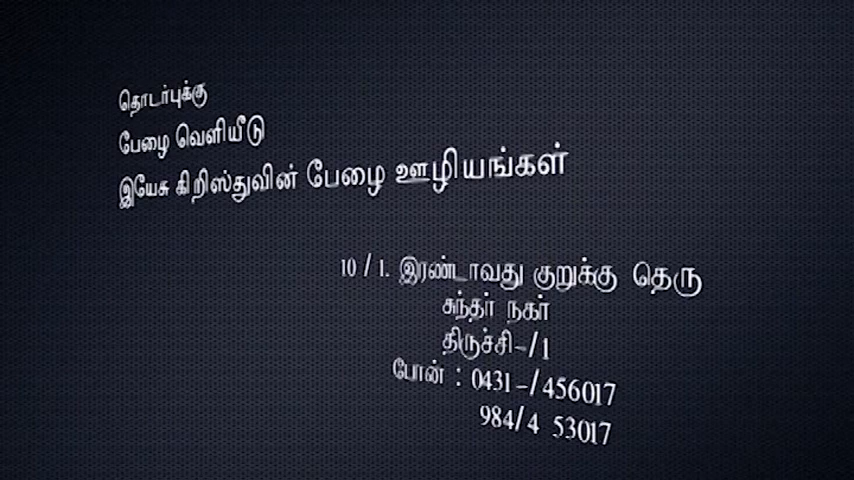 தொடர்புக்கு
பேழை வெளியீடு
இயேசு கிறிஸ்துவின் பேழை ஊழியங்கள்
10 / 1. இரண்டாவது குறுக்கு தெரு
சுந்தர் நகர்
திருச்சி-/1
போன் : 0431-/456017
984/4 53017